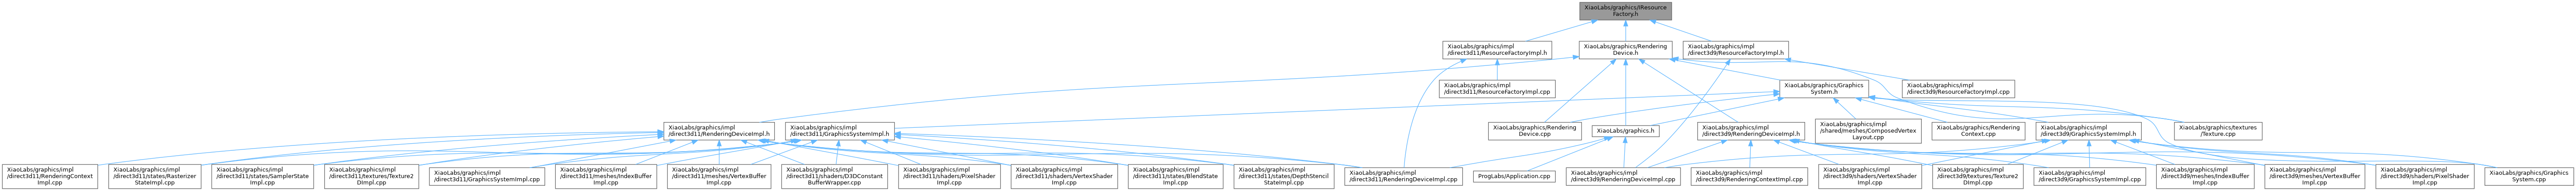 XiaoLabs/graphics/IResource
Factory.h
XiaoLabs/graphics/impl
/direct3d11/ResourceFactoryImpl.h
XiaoLabs/graphics/Rendering
Device.h
XiaoLabs/graphics/impl
/direct3d9/ResourceFactoryImpl.h
XiaoLabs/graphics/impl
/direct3d11/ResourceFactoryImpl.cpp
XiaoLabs/graphics/Graphics
System.h
XiaoLabs/graphics/impl
/direct3d9/ResourceFactoryImpl.cpp
XiaoLabs/graphics/impl
/direct3d11/RenderingDeviceImpl.h
XiaoLabs/graphics/impl
/direct3d11/GraphicsSystemImpl.h
XiaoLabs/graphics/Rendering
Device.cpp
XiaoLabs/graphics.h
XiaoLabs/graphics/impl
/direct3d9/RenderingDeviceImpl.h
XiaoLabs/graphics/impl
/shared/meshes/ComposedVertex
Layout.cpp
XiaoLabs/graphics/Rendering
Context.cpp
XiaoLabs/graphics/impl
/direct3d9/GraphicsSystemImpl.h
XiaoLabs/graphics/textures
/Texture.cpp
XiaoLabs/graphics/impl
/direct3d11/RenderingContext
Impl.cpp
XiaoLabs/graphics/impl
/direct3d11/states/Rasterizer
StateImpl.cpp
XiaoLabs/graphics/impl
/direct3d11/states/SamplerState
Impl.cpp
XiaoLabs/graphics/impl
/direct3d11/textures/Texture2
DImpl.cpp
XiaoLabs/graphics/impl
/direct3d11/GraphicsSystemImpl.cpp
XiaoLabs/graphics/impl
/direct3d11/meshes/IndexBuffer
Impl.cpp
XiaoLabs/graphics/impl
/direct3d11/meshes/VertexBuffer
Impl.cpp
XiaoLabs/graphics/impl
/direct3d11/shaders/D3DConstant
BufferWrapper.cpp
XiaoLabs/graphics/impl
/direct3d11/shaders/PixelShader
Impl.cpp
XiaoLabs/graphics/impl
/direct3d11/shaders/VertexShader
Impl.cpp
XiaoLabs/graphics/impl
/direct3d11/states/BlendState
Impl.cpp
XiaoLabs/graphics/impl
/direct3d11/states/DepthStencil
StateImpl.cpp
XiaoLabs/graphics/impl
/direct3d11/RenderingDeviceImpl.cpp
ProgLabs/Application.cpp
XiaoLabs/graphics/impl
/direct3d9/RenderingDeviceImpl.cpp
XiaoLabs/graphics/impl
/direct3d9/RenderingContextImpl.cpp
XiaoLabs/graphics/impl
/direct3d9/shaders/VertexShader
Impl.cpp
XiaoLabs/graphics/impl
/direct3d9/textures/Texture2
DImpl.cpp
XiaoLabs/graphics/impl
/direct3d9/GraphicsSystemImpl.cpp
XiaoLabs/graphics/impl
/direct3d9/meshes/IndexBuffer
Impl.cpp
XiaoLabs/graphics/impl
/direct3d9/meshes/VertexBuffer
Impl.cpp
XiaoLabs/graphics/impl
/direct3d9/shaders/PixelShader
Impl.cpp
XiaoLabs/graphics/Graphics
System.cpp